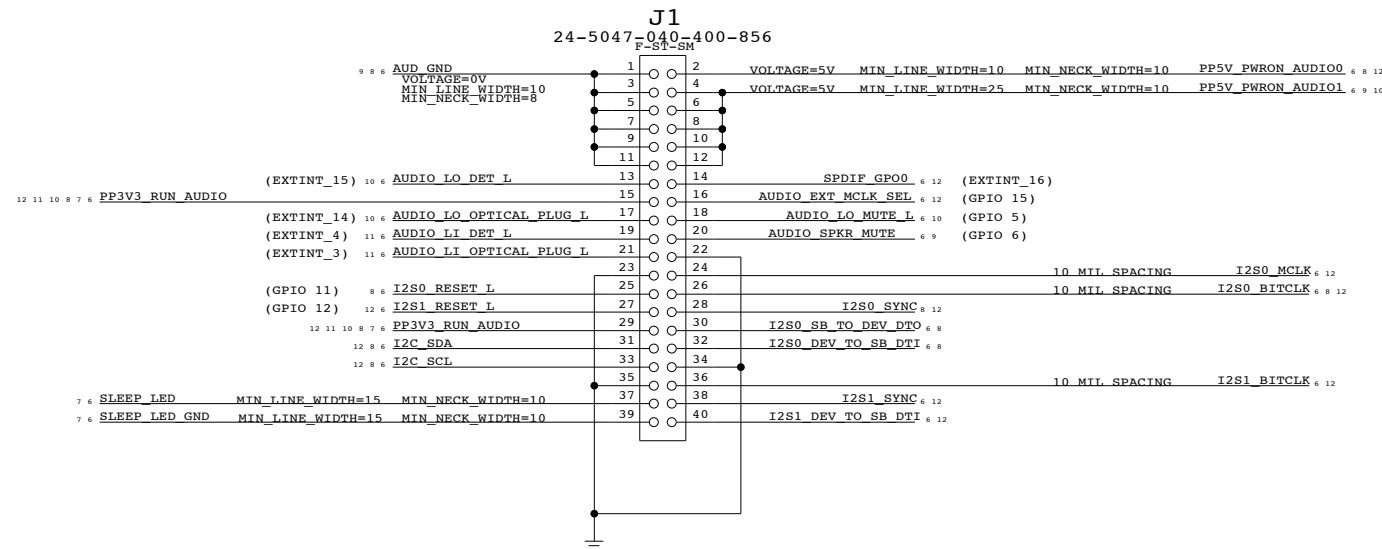 J1
24-5047-040-400-856
F-ST-SM
9 8 6 AUD_GND 1 2 VOLTAGE=5V MIN_LINE_WIDTH=10 MIN_NECK_WIDTH=10 PP5V_PWRON_AUDIO0 6 8 12
VOLTAGE=0V
MIN_LINE_WIDTH=10
MIN_NECK_WIDTH=8
3 4 VOLTAGE=5V MIN_LINE_WIDTH=25 MIN_NECK_WIDTH=10 PP5V_PWRON_AUDIO1 6 9 10
5 6
7 8
9 10
11 12
(EXTINT_15) 10 6 AUDIO_LO_DET_L 13 14 SPDIF_GPO0 6 12 (EXTINT_16)
12 11 10 8 7 6 PP3V3_RUN_AUDIO 15 16 AUDIO_EXT_MCLK_SEL 6 12 (GPIO 15)
(EXTINT_14) 10 6 AUDIO_LO_OPTICAL_PLUG_L 17 18 AUDIO_LO_MUTE_L 6 10 (GPIO 5)
(EXTINT_4) 11 6 AUDIO_LI_DET_L 19 20 AUDIO_SPKR_MUTE 6 9 (GPIO 6)
(EXTINT_3) 11 6 AUDIO_LI_OPTICAL_PLUG_L 21 22
23 24 10 MIL SPACING I2S0_MCLK 6 12
(GPIO 11) 8 6 I2S0_RESET_L 25 26 10 MIL SPACING I2S0_BITCLK 6 8 12
(GPIO 12) 12 6 I2S1_RESET_L 27 28 I2S0_SYNC 8 12
12 11 10 8 7 6 PP3V3_RUN_AUDIO 29 30 I2S0_SB_TO_DEV_DTO 6 8
12 8 6 I2C_SDA 31 32 I2S0_DEV_TO_SB_DTI 6 8
12 8 6 I2C_SCL 33 34
35 36 10 MIL SPACING I2S1_BITCLK 6 12
7 6 SLEEP_LED MIN_LINE_WIDTH=15 MIN_NECK_WIDTH=10 37 38 I2S1_SYNC 6 12
7 6 SLEEP_LED_GND MIN_LINE_WIDTH=15 MIN_NECK_WIDTH=10 39 40 I2S1_DEV_TO_SB_DTI 6 12